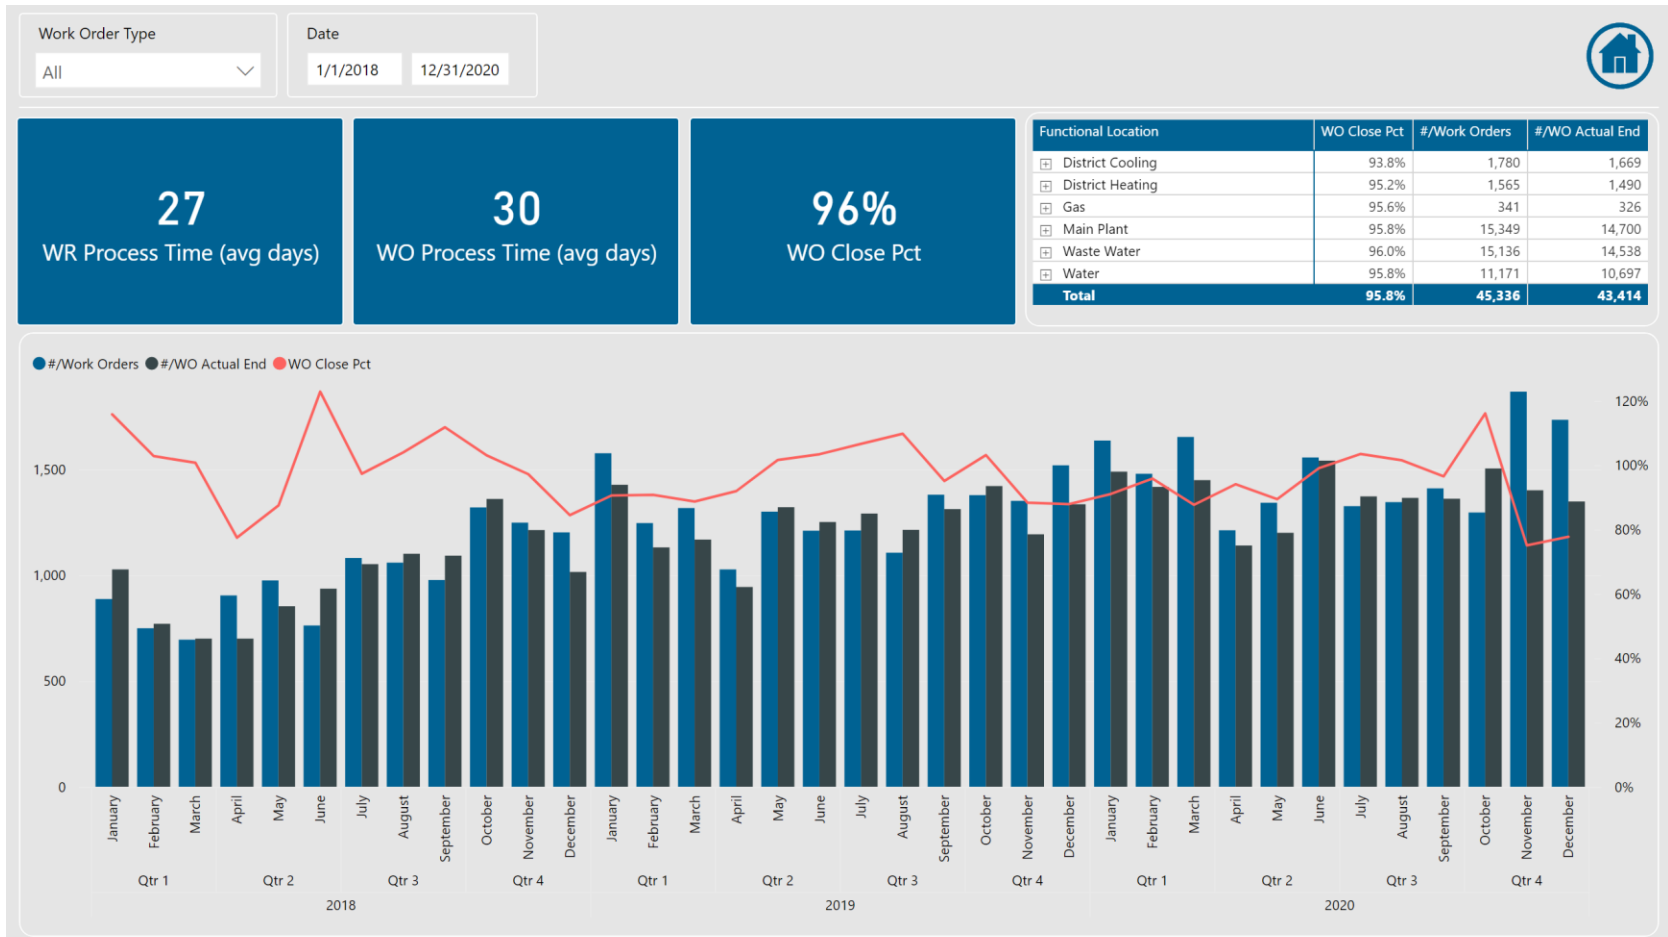 Work Order Type
All
Date
1/1/2018 12/31/2020
27
WR Process Time (avg days)
30
WO Process Time (avg days)
96%
WO Close Pct
Functional Location WO Close Pct #/Work Orders #/WO Actual End
District Cooling 93.8% 1,780 1,669
District Heating 95.2% 1,565 1,490
Gas 95.6% 341 326
Main Plant 95.8% 15,349 14,700
Waste Water 96.0% 15,136 14,538
Water 95.8% 11,171 10,697
Total 95.8% 45,336 43,414
#/Work Orders #/WO Actual End WO Close Pct
1,500
1,000
500
0
120%
100%
80%
60%
40%
20%
0%
January February March April May June July August September October November December January February March April May June July August September October November December January February March April May June July August September October November December
Qtr 1 Qtr 2 Qtr 3 Qtr 4 Qtr 1 Qtr 2 Qtr 3 Qtr 4 Qtr 1 Qtr 2 Qtr 3 Qtr 4
2018 2019 2020